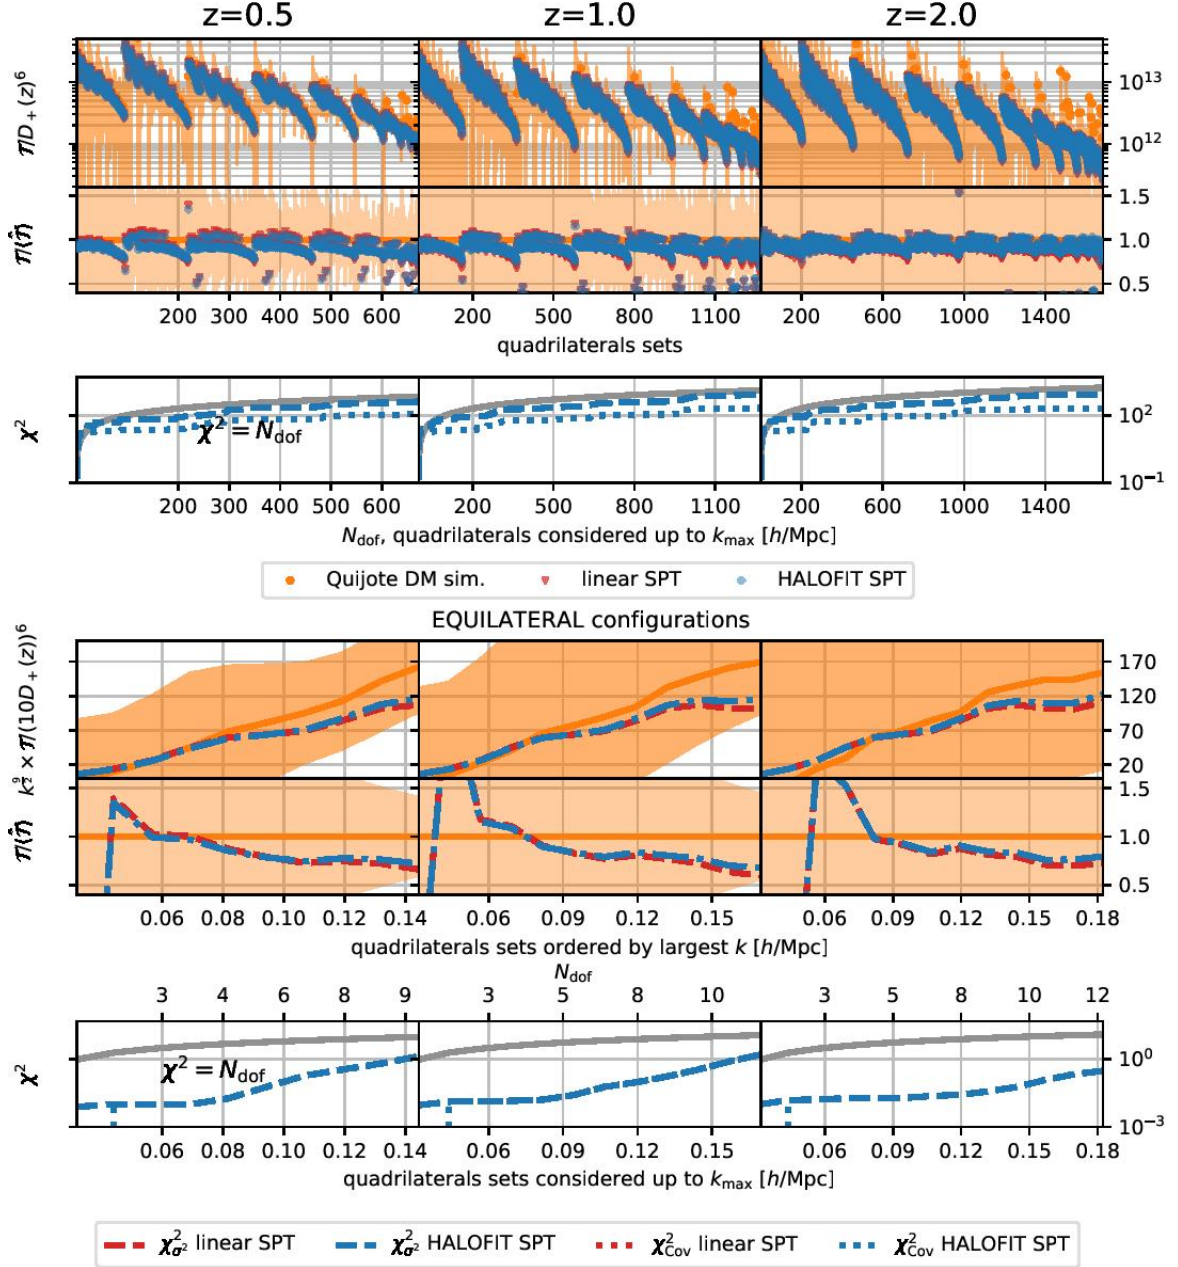 z=0.5 z=1.0 z=2.0
𝒯/D₊(z)⁶
10¹³
10¹²
𝒯/⟨𝒯̂⟩
1.5
1.0
0.5
200 300 400 500 600 200 500 800 1100 200 600 1000 1400
quadrilaterals sets
χ²
χ² = N_dof
10²
10⁻¹
200 300 400 500 600 200 500 800 1100 200 600 1000 1400
N_dof, quadrilaterals considered up to k_max [h/Mpc]
Quijote DM sim. linear SPT HALOFIT SPT
EQUILATERAL configurations
k^(9/2) × 𝒯/(10D₊(z))⁶
170
120
70
20
𝒯/⟨𝒯̂⟩
1.5
1.0
0.5
0.06 0.08 0.10 0.12 0.14 0.06 0.09 0.12 0.15 0.06 0.09 0.12 0.15 0.18
quadrilaterals sets ordered by largest k [h/Mpc]
N_dof
3 4 6 8 9 3 5 8 10 3 5 8 10 12
χ²
χ² = N_dof
10⁰
10⁻³
0.06 0.08 0.10 0.12 0.14 0.06 0.09 0.12 0.15 0.06 0.09 0.12 0.15 0.18
quadrilaterals sets considered up to k_max [h/Mpc]
χ²_σ² linear SPT χ²_σ² HALOFIT SPT χ²_Cov linear SPT χ²_Cov HALOFIT SPT